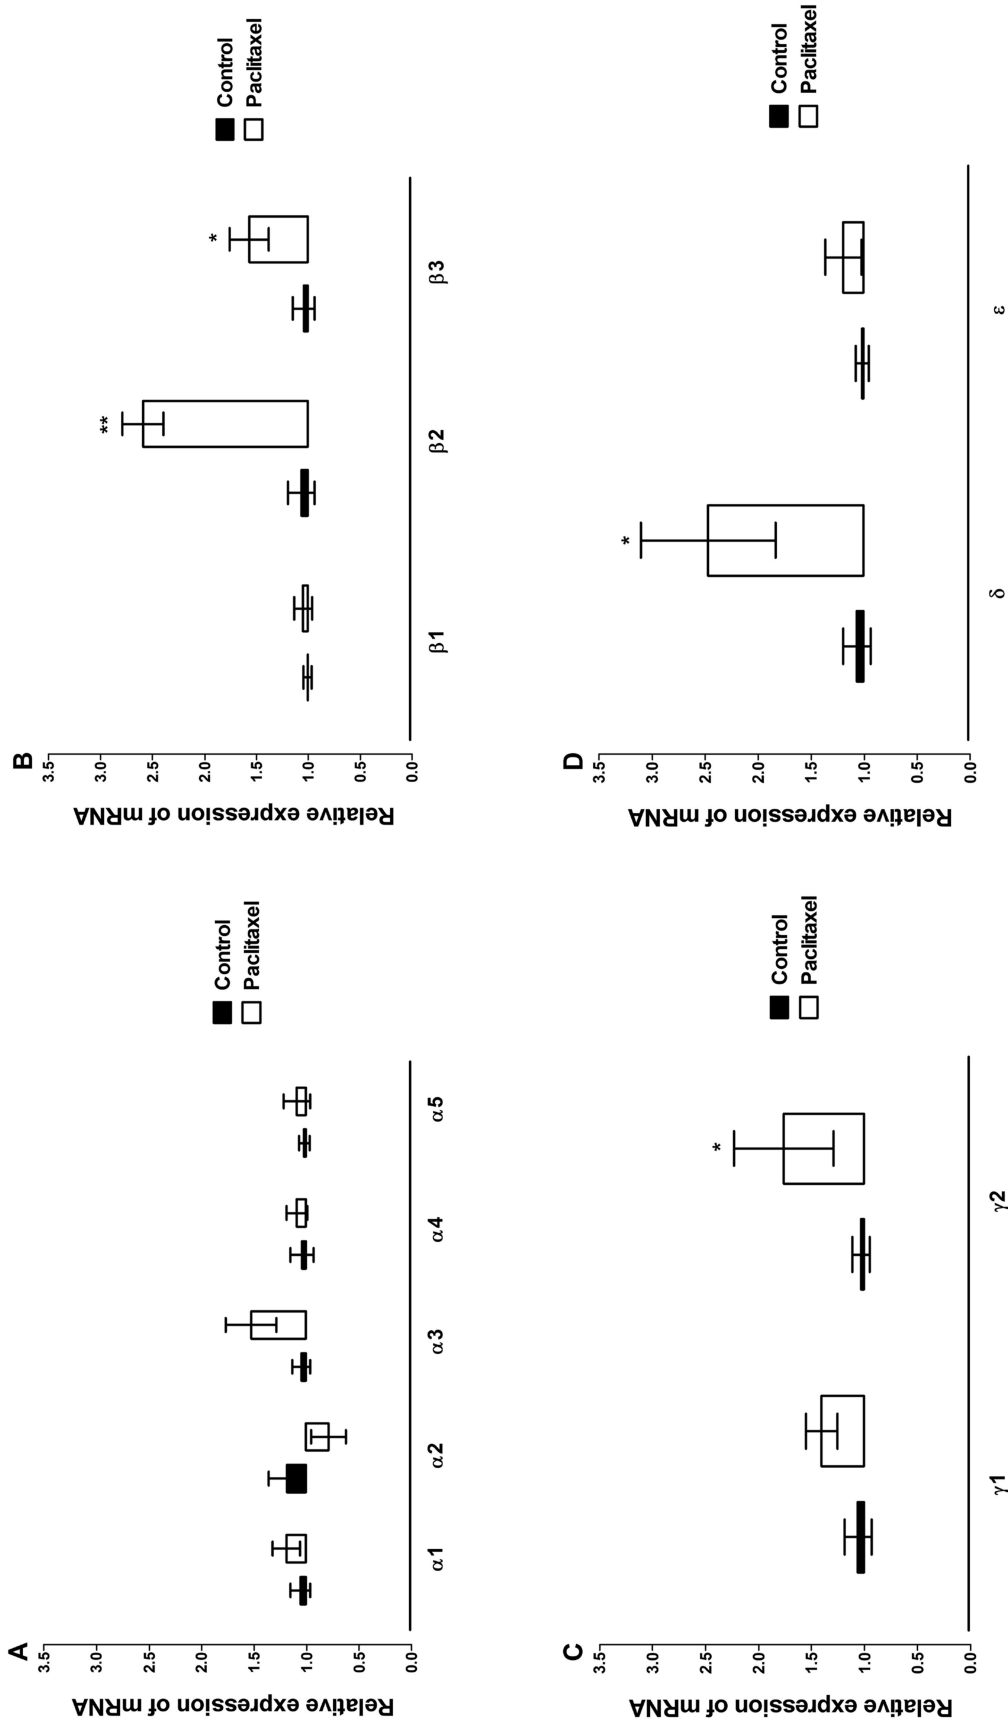 A
Relative expression of mRNA
3.5
3.0
2.5
2.0
1.5
1.0
0.5
0.0
α1 α2 α3 α4 α5
Control
Paclitaxel
B
Relative expression of mRNA
3.5
3.0
2.5
2.0
1.5
1.0
0.5
0.0
**
*
β1 β2 β3
Control
Paclitaxel
C
Relative expression of mRNA
3.5
3.0
2.5
2.0
1.5
1.0
0.5
0.0
*
γ1 γ2
Control
Paclitaxel
D
Relative expression of mRNA
3.5
3.0
2.5
2.0
1.5
1.0
0.5
0.0
*
δ ε
Control
Paclitaxel